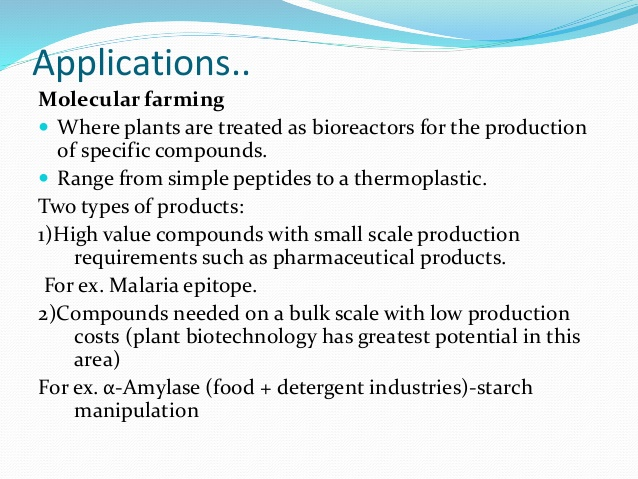 Applications..
Molecular farming
• Where plants are treated as bioreactors for the production
of specific compounds.
• Range from simple peptides to a thermoplastic.
Two types of products:
1)High value compounds with small scale production
requirements such as pharmaceutical products.
For ex. Malaria epitope.
2)Compounds needed on a bulk scale with low production
costs (plant biotechnology has greatest potential in this
area)
For ex. α-Amylase (food + detergent industries)-starch
manipulation